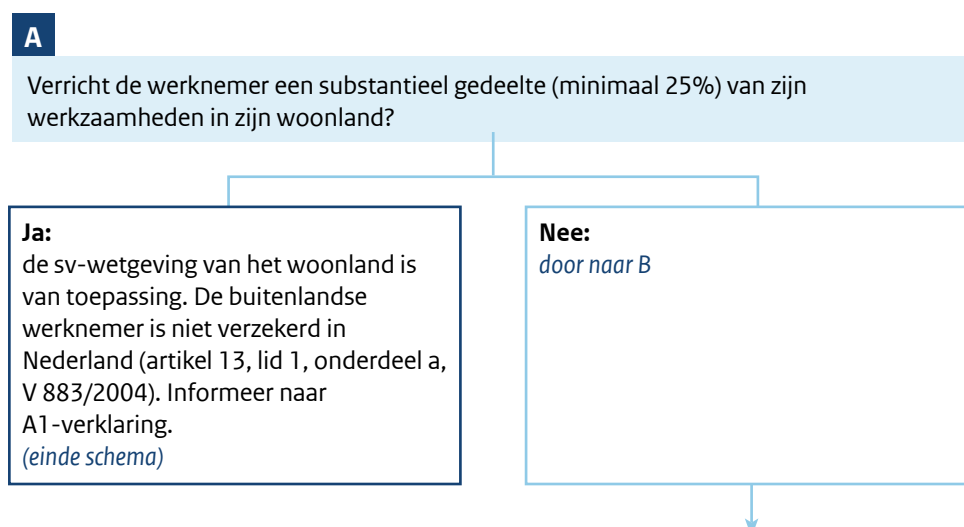 A
Verricht de werknemer een substantieel gedeelte (minimaal 25%) van zijn
werkzaamheden in zijn woonland?
Ja:
de sv-wetgeving van het woonland is
van toepassing. De buitenlandse
werknemer is niet verzekerd in
Nederland (artikel 13, lid 1, onderdeel a,
V 883/2004). Informeer naar
A1-verklaring.
(einde schema)
Nee:
door naar B